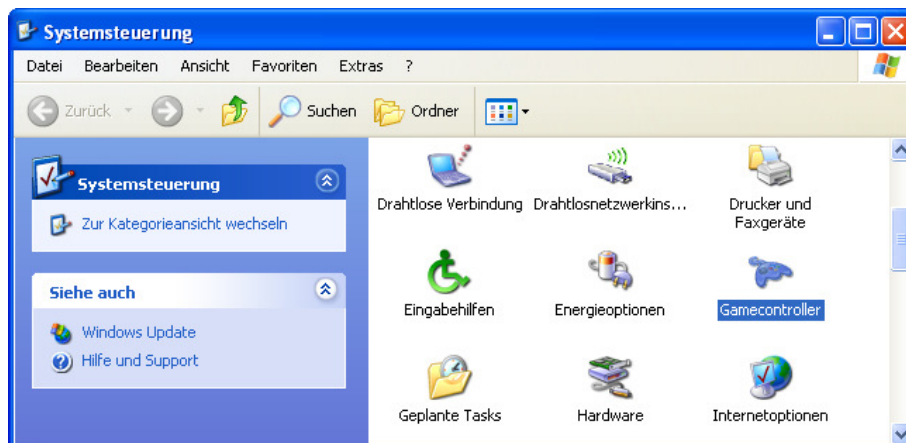 Systemsteuerung
Datei Bearbeiten Ansicht Favoriten Extras ?
Zurück Suchen Ordner
Systemsteuerung
Zur Kategorieansicht wechseln
Siehe auch
Windows Update
Hilfe und Support
Drahtlose Verbindung Drahtlosnetzwerkins... Drucker und
Faxgeräte
Eingabehilfen Energieoptionen Gamecontroller
Geplante Tasks Hardware Internetoptionen